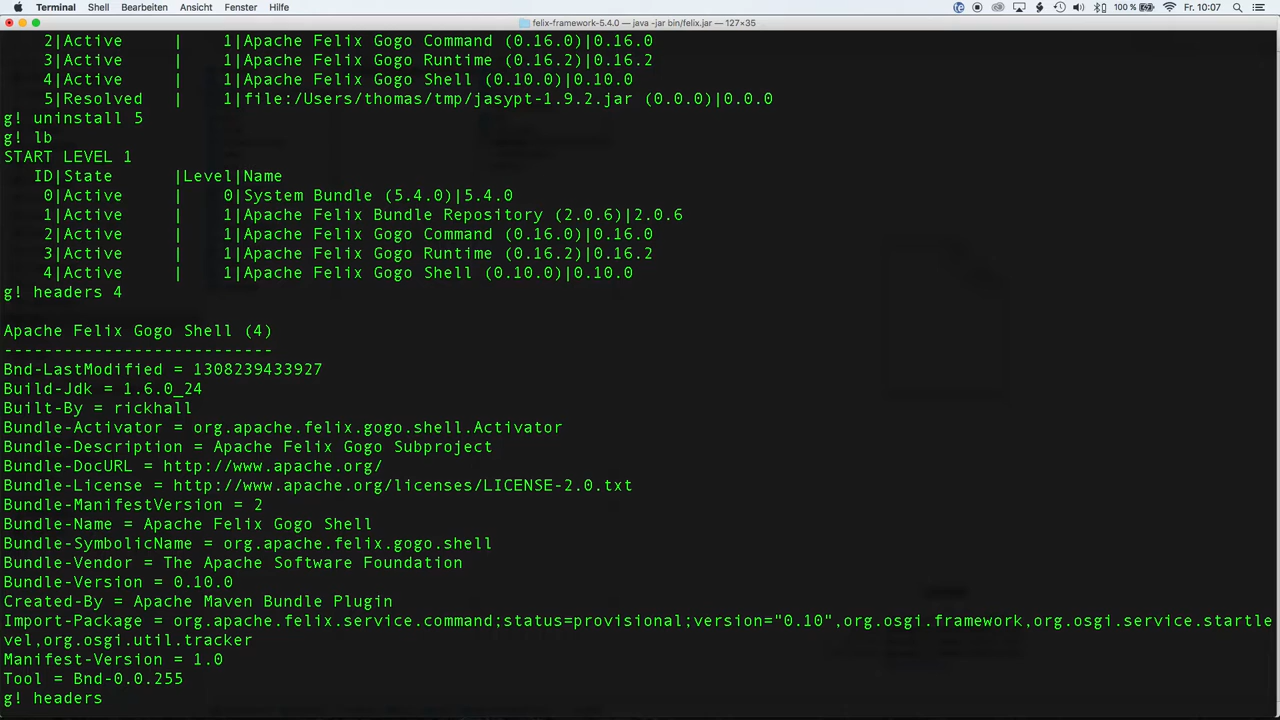 Terminal Shell Bearbeiten Ansicht Fenster Hilfe 100 % Fr. 10:07
felix-framework-5.4.0 — java -jar bin/felix.jar — 127×35
2|Active     |    1|Apache Felix Gogo Command (0.16.0)|0.16.0
3|Active     |    1|Apache Felix Gogo Runtime (0.16.2)|0.16.2
4|Active     |    1|Apache Felix Gogo Shell (0.10.0)|0.10.0
5|Resolved   |    1|file:/Users/thomas/tmp/jasypt-1.9.2.jar (0.0.0)|0.0.0
g! uninstall 5
g! lb
START LEVEL 1
ID|State      |Level|Name
0|Active     |    0|System Bundle (5.4.0)|5.4.0
1|Active     |    1|Apache Felix Bundle Repository (2.0.6)|2.0.6
2|Active     |    1|Apache Felix Gogo Command (0.16.0)|0.16.0
3|Active     |    1|Apache Felix Gogo Runtime (0.16.2)|0.16.2
4|Active     |    1|Apache Felix Gogo Shell (0.10.0)|0.10.0
g! headers 4
Apache Felix Gogo Shell (4)
---------------------------
Bnd-LastModified = 1308239433927
Build-Jdk = 1.6.0_24
Built-By = rickhall
Bundle-Activator = org.apache.felix.gogo.shell.Activator
Bundle-Description = Apache Felix Gogo Subproject
Bundle-DocURL = http://www.apache.org/
Bundle-License = http://www.apache.org/licenses/LICENSE-2.0.txt
Bundle-ManifestVersion = 2
Bundle-Name = Apache Felix Gogo Shell
Bundle-SymbolicName = org.apache.felix.gogo.shell
Bundle-Vendor = The Apache Software Foundation
Bundle-Version = 0.10.0
Created-By = Apache Maven Bundle Plugin
Import-Package = org.apache.felix.service.command;status=provisional;version="0.10",org.osgi.framework,org.osgi.service.startle
vel,org.osgi.util.tracker
Manifest-Version = 1.0
Tool = Bnd-0.0.255
g! headers